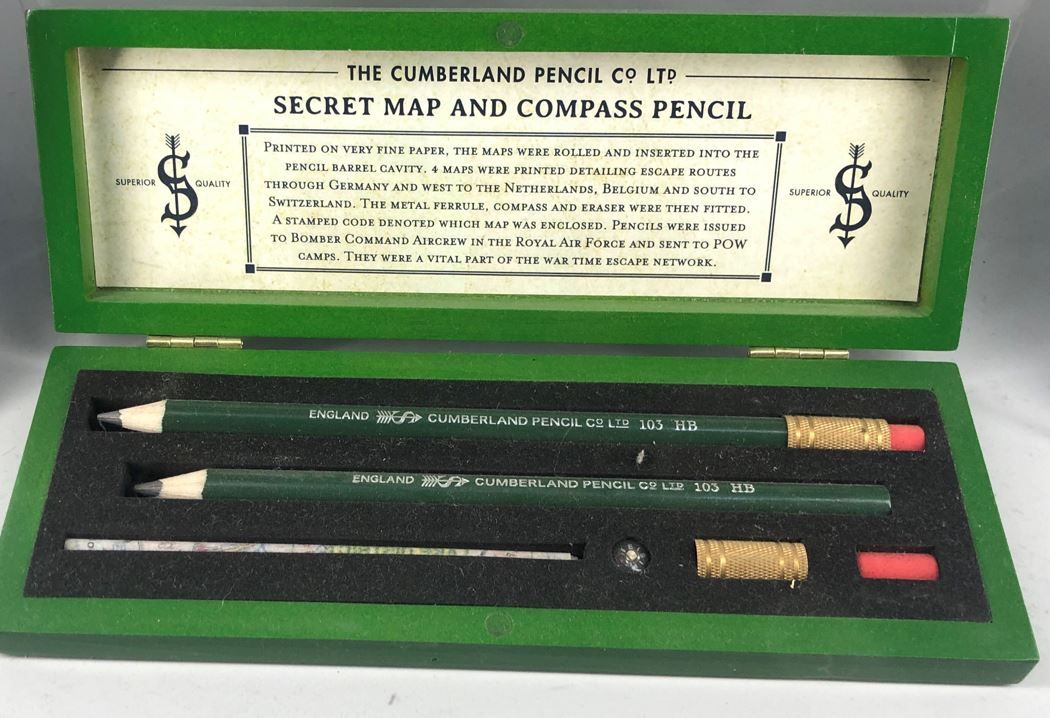 THE CUMBERLAND PENCIL Cº LTᴰ
SECRET MAP AND COMPASS PENCIL
PRINTED ON VERY FINE PAPER, THE MAPS WERE ROLLED AND INSERTED INTO THE
PENCIL BARREL CAVITY. 4 MAPS WERE PRINTED DETAILING ESCAPE ROUTES
THROUGH GERMANY AND WEST TO THE NETHERLANDS, BELGIUM AND SOUTH TO
SWITZERLAND. THE METAL FERRULE, COMPASS AND ERASER WERE THEN FITTED.
A STAMPED CODE DENOTED WHICH MAP WAS ENCLOSED. PENCILS WERE ISSUED
TO BOMBER COMMAND AIRCREW IN THE ROYAL AIR FORCE AND SENT TO POW
CAMPS. THEY WERE A VITAL PART OF THE WAR TIME ESCAPE NETWORK.
SUPERIOR S QUALITY
SUPERIOR S QUALITY
ENGLAND S CUMBERLAND PENCIL Cº LTᴰ 103 HB
ENGLAND S CUMBERLAND PENCIL Cº LTᴰ 103 HB